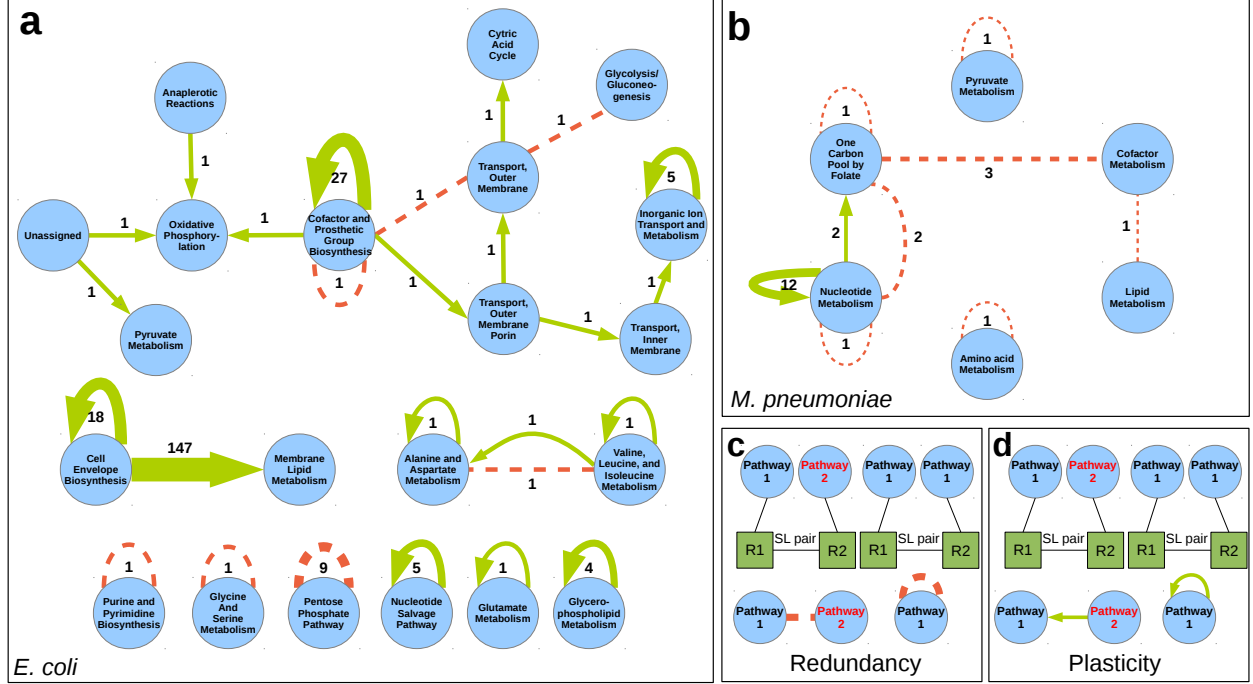 a
Cytric
Acid
Cycle
Glycolysis/
Gluconeo-
genesis
Anaplerotic
Reactions
1
1
1
Transport,
Outer
Membrane
27
5
1
Cofactor and
Prosthetic
Group
Biosynthesis
Inorganic Ion
Transport and
Metabolism
Unassigned
1
Oxidative
Phosphory-
lation
1
1
1
1
1
1
Transport,
Outer
Membrane
Porin
1
Transport,
Inner
Membrane
Pyruvate
Metabolism
18
147
Cell
Envelope
Biosynthesis
Membrane
Lipid
Metabolism
1
1
1
Alanine and
Aspartate
Metabolism
1
Valine,
Leucine, and
Isoleucine
Metabolism
1
Purine and
Pyrimidine
Biosynthesis
1
Glycine
And
Serine
Metabolism
9
Pentose
Phosphate
Pathway
5
Nucleotide
Salvage
Pathway
1
Glutamate
Metabolism
4
Glycero-
phospholipid
Metabolism
E. coli
b
1
Pyruvate
Metabolism
1
One
Carbon
Pool by
Folate
3
Cofactor
Metabolism
2
2
1
12
Nucleotide
Metabolism
1
Lipid
Metabolism
1
Amino acid
Metabolism
M. pneumoniae
c
Pathway
1
Pathway
2
Pathway
1
Pathway
1
R1
SL pair
R2
R1
SL pair
R2
Pathway
1
Pathway
2
Pathway
1
Redundancy
d
Pathway
1
Pathway
2
Pathway
1
Pathway
1
R1
SL pair
R2
R1
SL pair
R2
Pathway
1
Pathway
2
Pathway
1
Plasticity